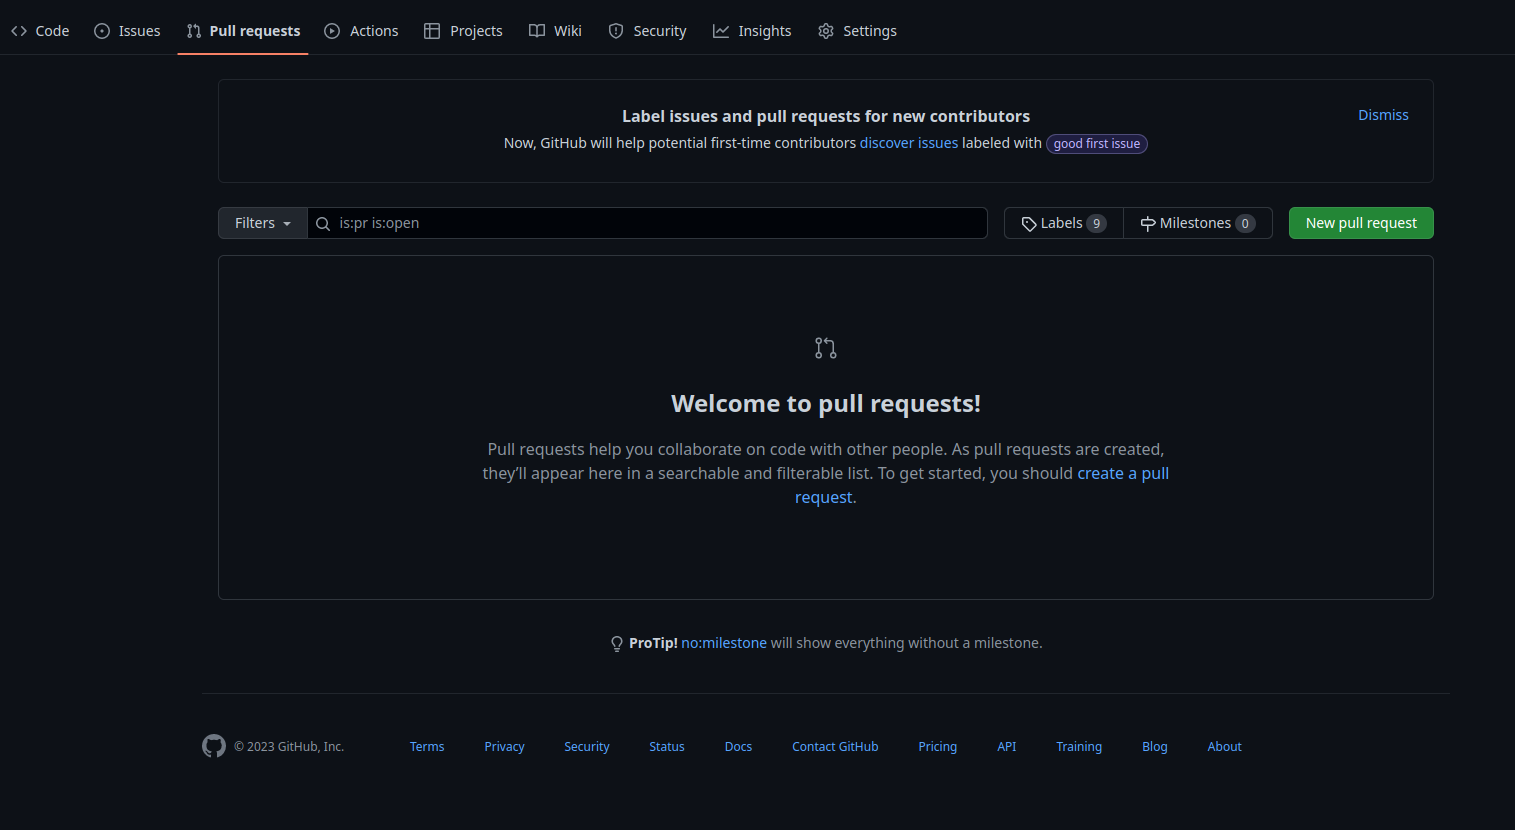 Code Issues Pull requests Actions Projects Wiki Security Insights Settings
Label issues and pull requests for new contributors
Dismiss
Now, GitHub will help potential first-time contributors discover issues labeled with good first issue
Filters is:pr is:open Labels 9 Milestones 0 New pull request
Welcome to pull requests!
Pull requests help you collaborate on code with other people. As pull requests are created,
they’ll appear here in a searchable and filterable list. To get started, you should create a pull
request.
ProTip! no:milestone will show everything without a milestone.
© 2023 GitHub, Inc. Terms Privacy Security Status Docs Contact GitHub Pricing API Training Blog About